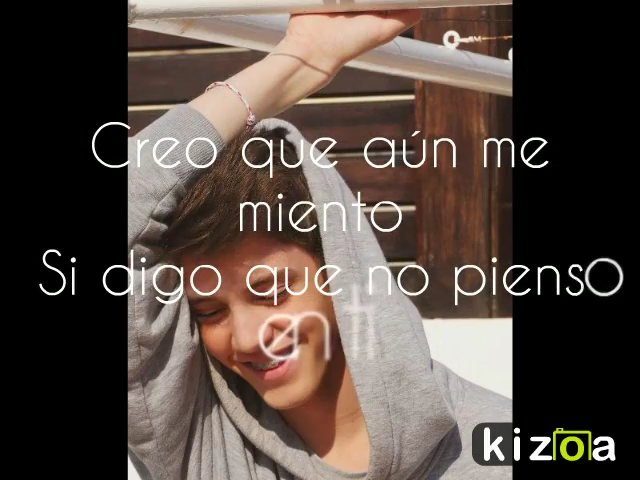 Creo que aún me
miento
Si digo que no pienso
en ti
kizoa